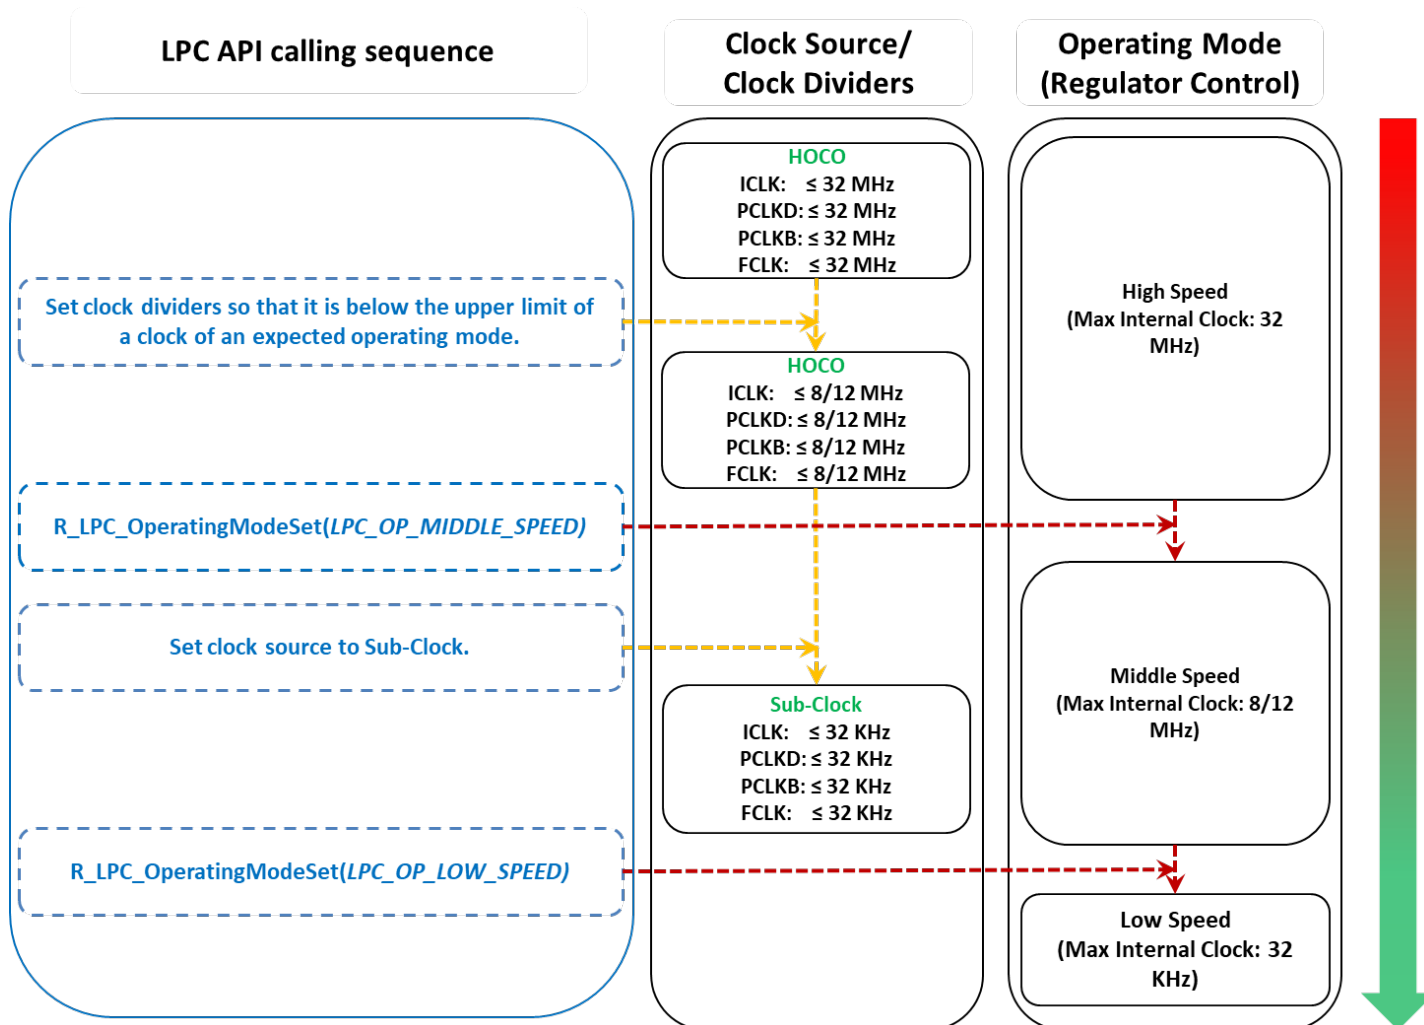 LPC API calling sequence
Clock Source/
Clock Dividers
Operating Mode
(Regulator Control)
HOCO
ICLK: ≤ 32 MHz
PCLKD: ≤ 32 MHz
PCLKB: ≤ 32 MHz
FCLK: ≤ 32 MHz
Set clock dividers so that it is below the upper limit of
a clock of an expected operating mode.
High Speed
(Max Internal Clock: 32
MHz)
HOCO
ICLK: ≤ 8/12 MHz
PCLKD: ≤ 8/12 MHz
PCLKB: ≤ 8/12 MHz
FCLK: ≤ 8/12 MHz
R_LPC_OperatingModeSet(LPC_OP_MIDDLE_SPEED)
Set clock source to Sub-Clock.
Middle Speed
(Max Internal Clock: 8/12
MHz)
Sub-Clock
ICLK: ≤ 32 KHz
PCLKD: ≤ 32 KHz
PCLKB: ≤ 32 KHz
FCLK: ≤ 32 KHz
R_LPC_OperatingModeSet(LPC_OP_LOW_SPEED)
Low Speed
(Max Internal Clock: 32
KHz)